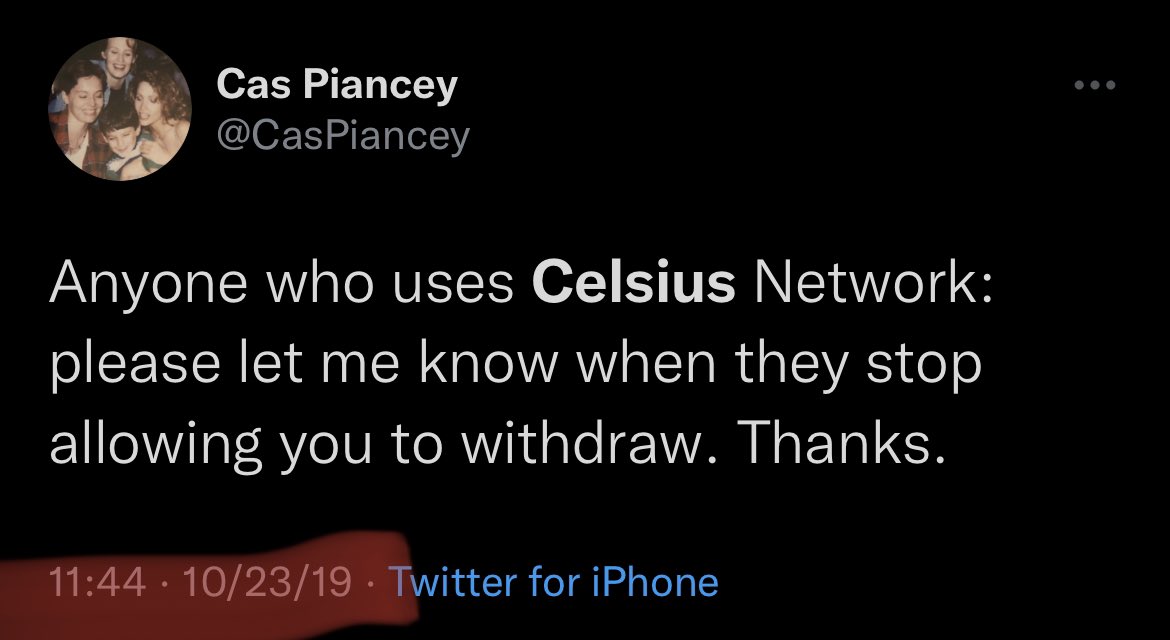 Cas Piancey
@CasPiancey
Anyone who uses Celsius Network:
please let me know when they stop
allowing you to withdraw. Thanks.
11:44 · 10/23/19 · Twitter for iPhone